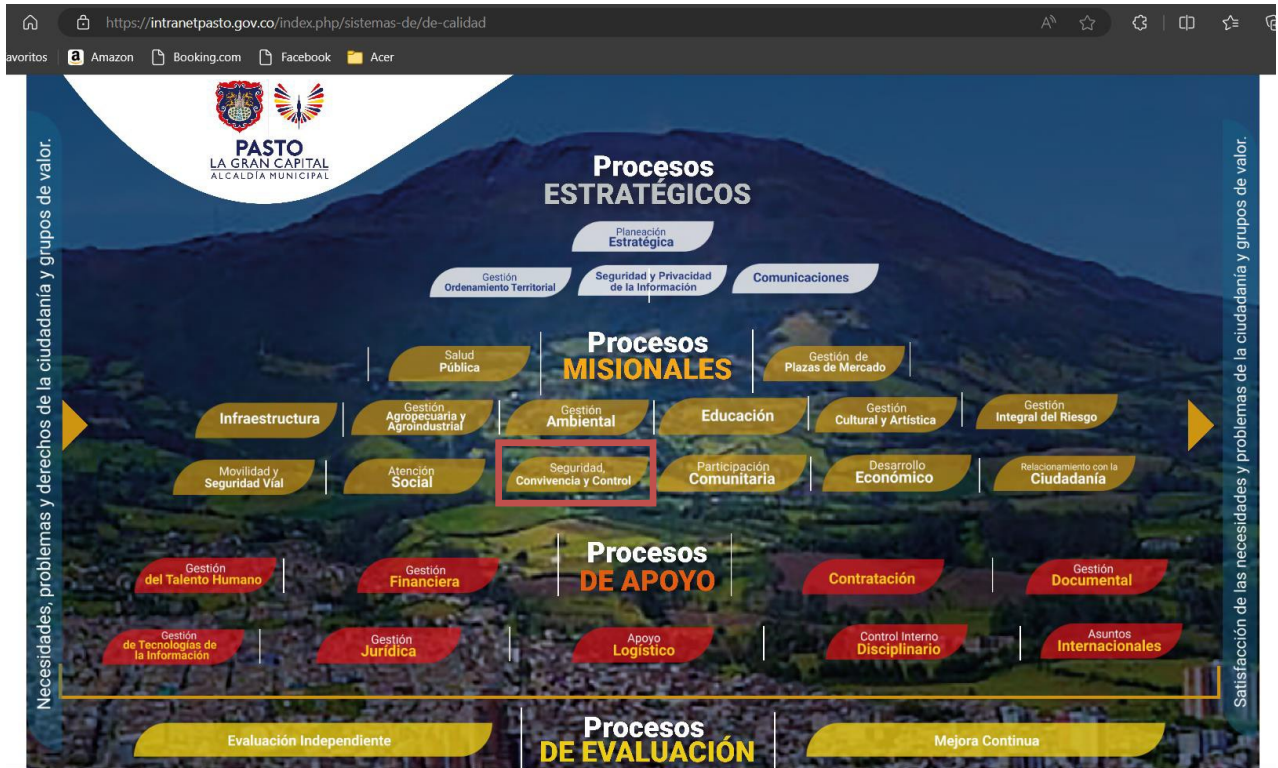 https://intranetpasto.gov.co/index.php/sistemas-de/de-calidad
avoritos
Amazon
Booking.com
Facebook
Acer
PASTO
LA GRAN CAPITAL
ALCALDÍA MUNICIPAL
Necesidades, problemas y derechos de la ciudadanía y grupos de valor.
Procesos
ESTRATÉGICOS
Planeación
Estratégica
Gestión
Ordenamiento Territorial
Seguridad y Privacidad
de la Información
Comunicaciones
Procesos
MISIONALES
Salud
Pública
Gestión de
Plazas de Mercado
Infraestructura
Gestión
Agropecuaria y
Agroindustrial
Gestión
Ambiental
Educación
Gestión
Cultural y Artística
Gestión
Integral del Riesgo
Movilidad y
Seguridad Víal
Atención
Social
Seguridad,
Convivencia y Control
Participación
Comunitaria
Desarrollo
Económico
Relacionamiento con la
Ciudadanía
Procesos
DE APOYO
Gestión
del Talento Humano
Gestión
Financiera
Contratación
Gestión
Documental
Gestión
de Tecnologías de
la Información
Gestión
Jurídica
Apoyo
Logístico
Control Interno
Disciplinario
Asuntos
Internacionales
Procesos
DE EVALUACIÓN
Evaluación Independiente
Mejora Continua
Satisfacción de las necesidades y problemas de la ciudadanía y grupos de valor.